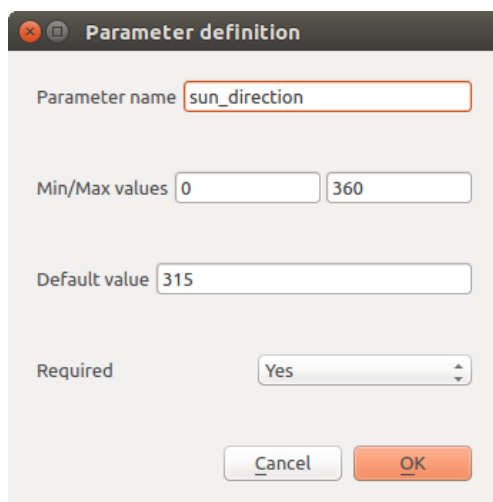 Parameter definition
Parameter name sun_direction
Min/Max values 0 360
Default value 315
Required Yes
Cancel OK